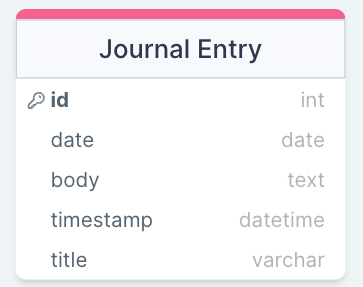 Journal Entry
id int
date date
body text
timestamp datetime
title varchar